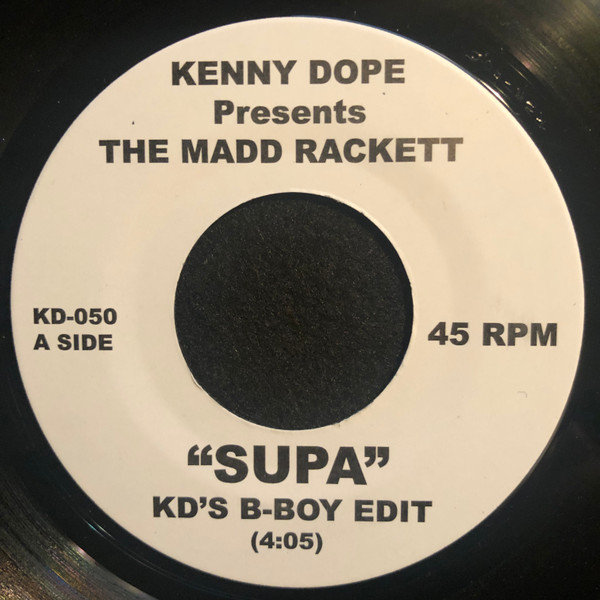 KENNY DOPE
Presents
THE MADD RACKETT
KD-050
A SIDE
45 RPM
“SUPA”
KD’S B-BOY EDIT
(4:05)